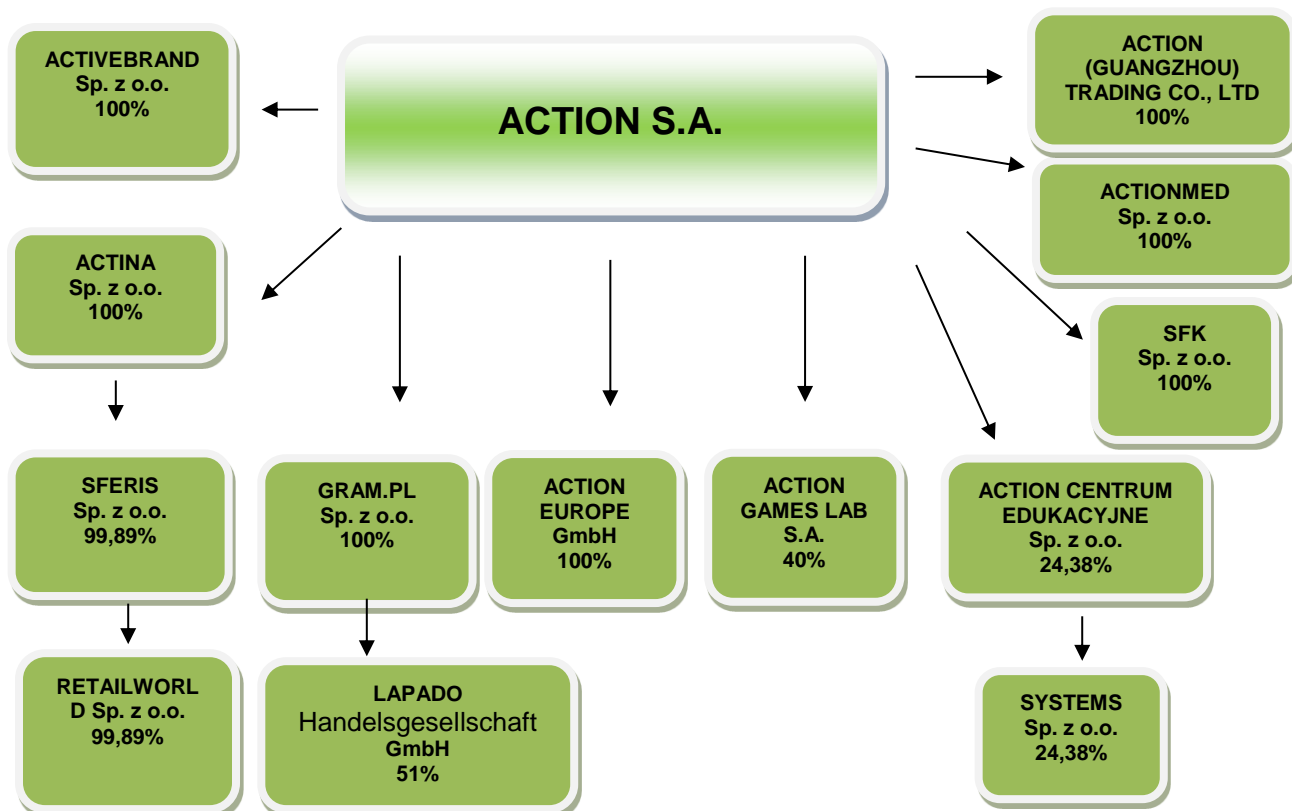 ACTIVEBRAND
Sp. z o.o.
100%
ACTION S.A.
ACTION
(GUANGZHOU)
TRADING CO., LTD
100%
ACTIONMED
Sp. z o.o.
100%
ACTINA
Sp. z o.o.
100%
SFK
Sp. z o.o.
100%
SFERIS
Sp. z o.o.
99,89%
GRAM.PL
Sp. z o.o.
100%
ACTION
EUROPE
GmbH
100%
ACTION
GAMES LAB
S.A.
40%
ACTION CENTRUM
EDUKACYJNE
Sp. z o.o.
24,38%
RETAILWORL
D Sp. z o.o.
99,89%
LAPADO
Handelsgesellschaft
GmbH
51%
SYSTEMS
Sp. z o.o.
24,38%